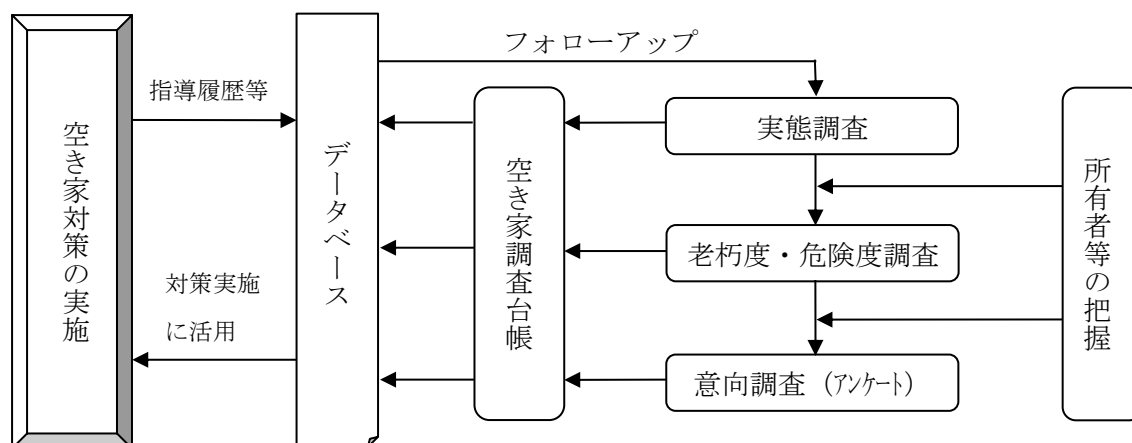 空き家対策の実施
指導履歴等
対策実施
に活用
データベース
フォローアップ
空き家調査台帳
実態調査
老朽度・危険度調査
意向調査（ｱﾝｹｰﾄ）
所有者等の把握